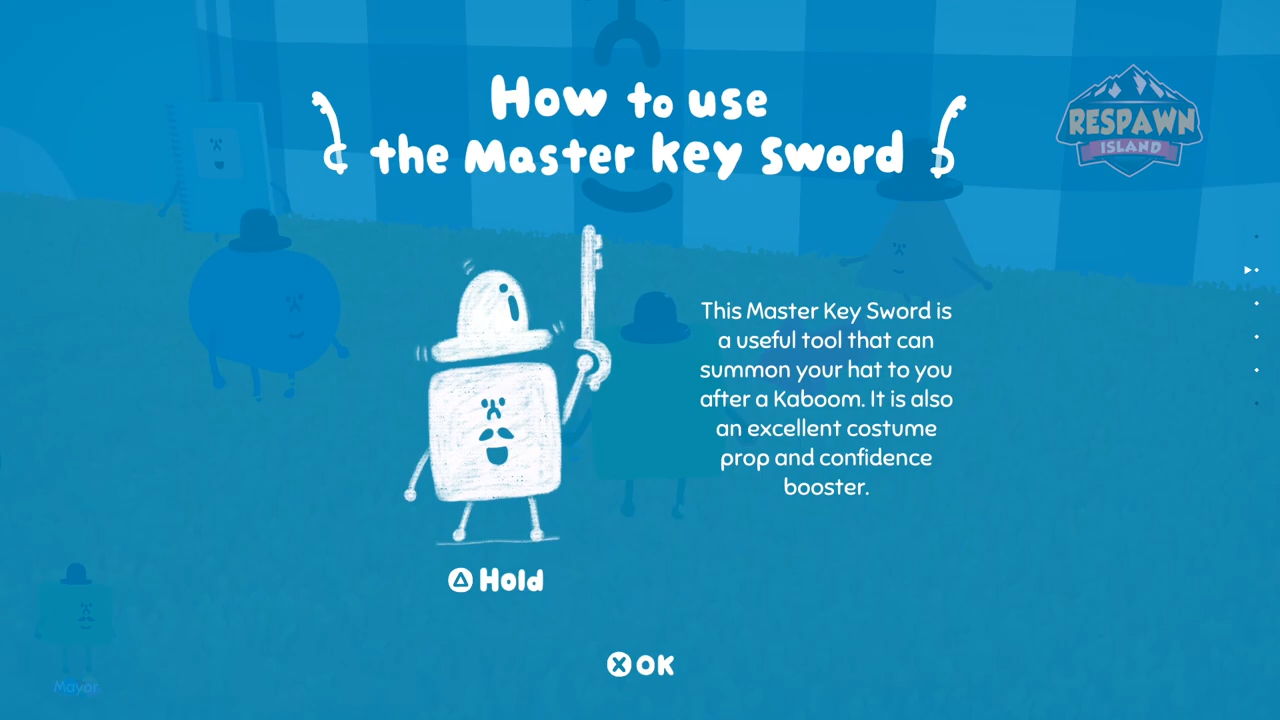 How to use
the Master key Sword
RESPAWN
ISLAND
This Master Key Sword is
a useful tool that can
summon your hat to you
after a Kaboom. It is also
an excellent costume
prop and confidence
booster.
Hold
OK
Mayor